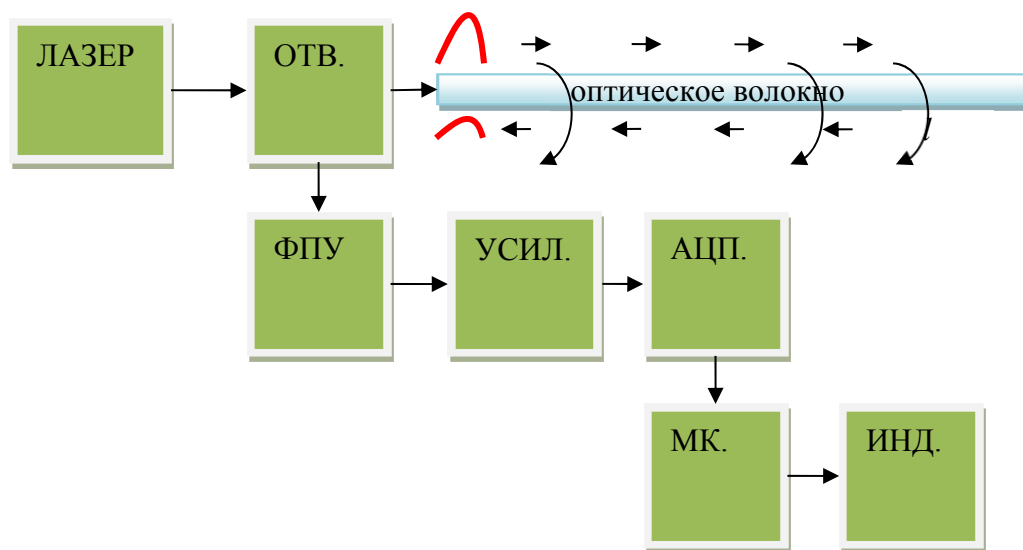 ЛАЗЕР
ОТВ.
оптическое волокно
ФПУ
УСИЛ.
АЦП.
МК.
ИНД.